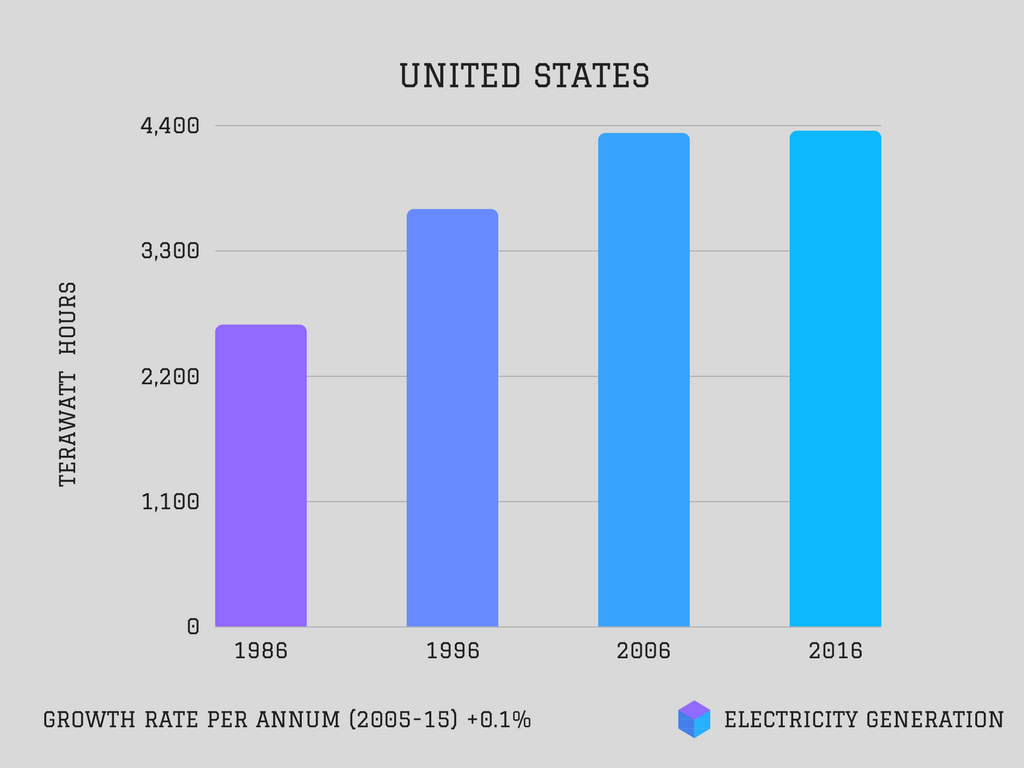 UNITED STATES
4,400
3,300
2,200
1,100
0
TERAWATT HOURS
1986
1996
2006
2016
GROWTH RATE PER ANNUM (2005-15) +0.1%
ELECTRICITY GENERATION